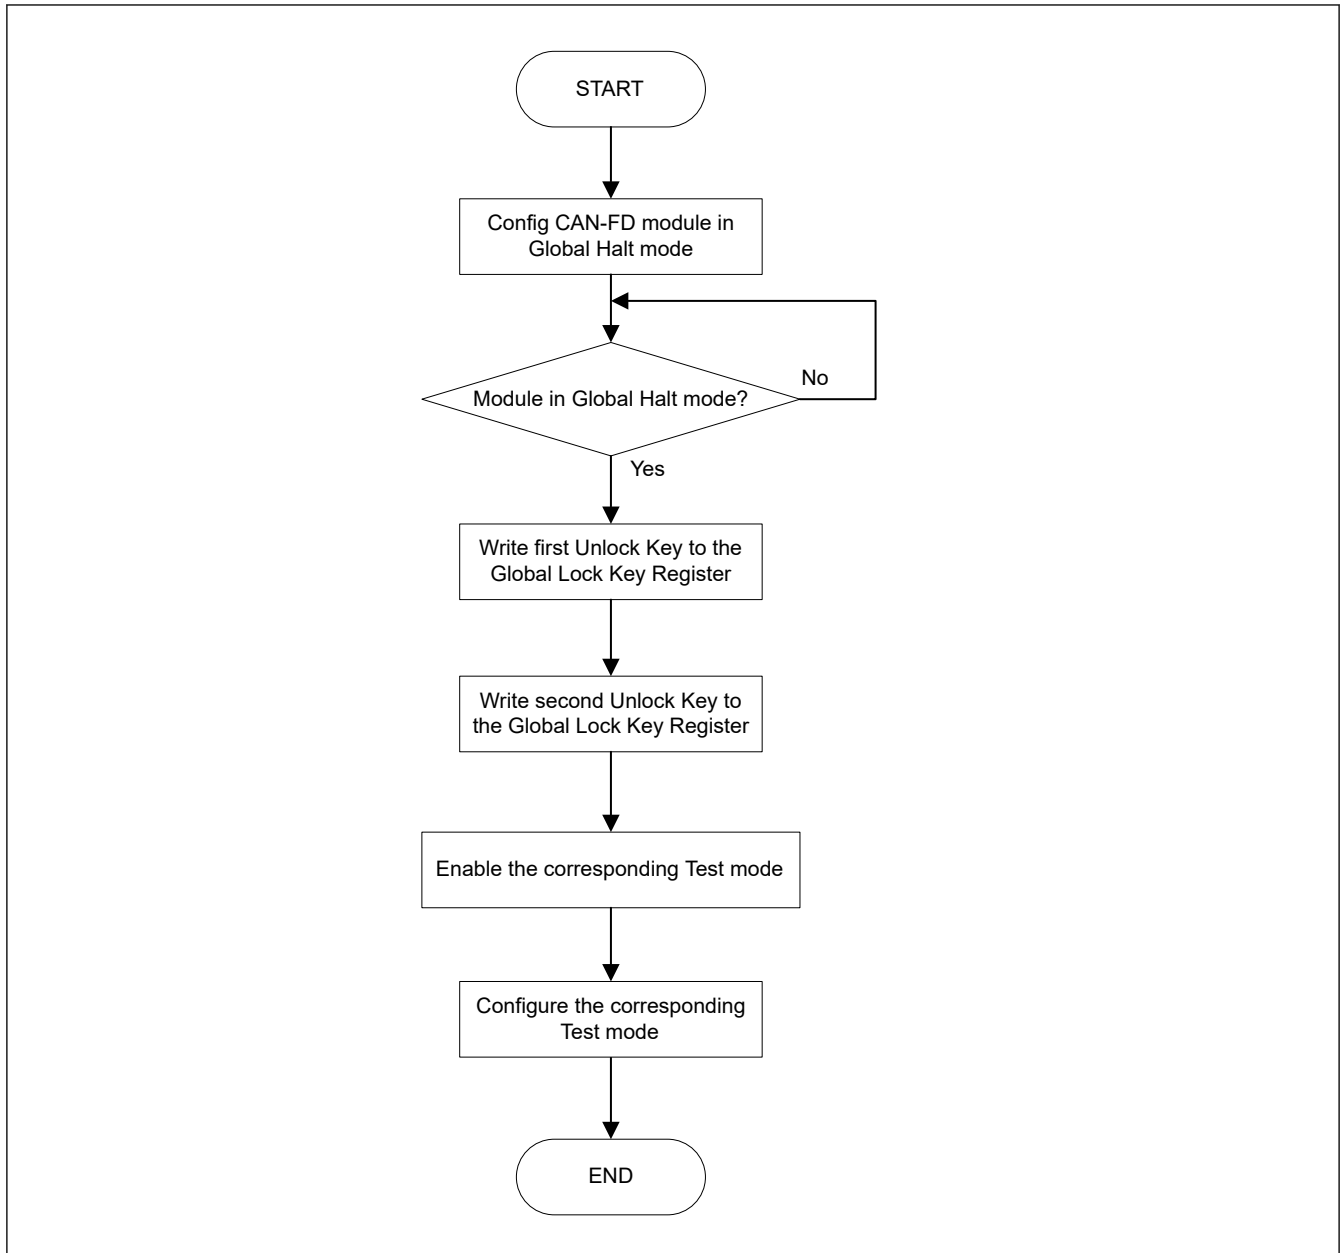 START
Config CAN-FD module in
Global Halt mode
No
Module in Global Halt mode?
Yes
Write first Unlock Key to the
Global Lock Key Register
Write second Unlock Key to
the Global Lock Key Register
Enable the corresponding Test mode
Configure the corresponding
Test mode
END